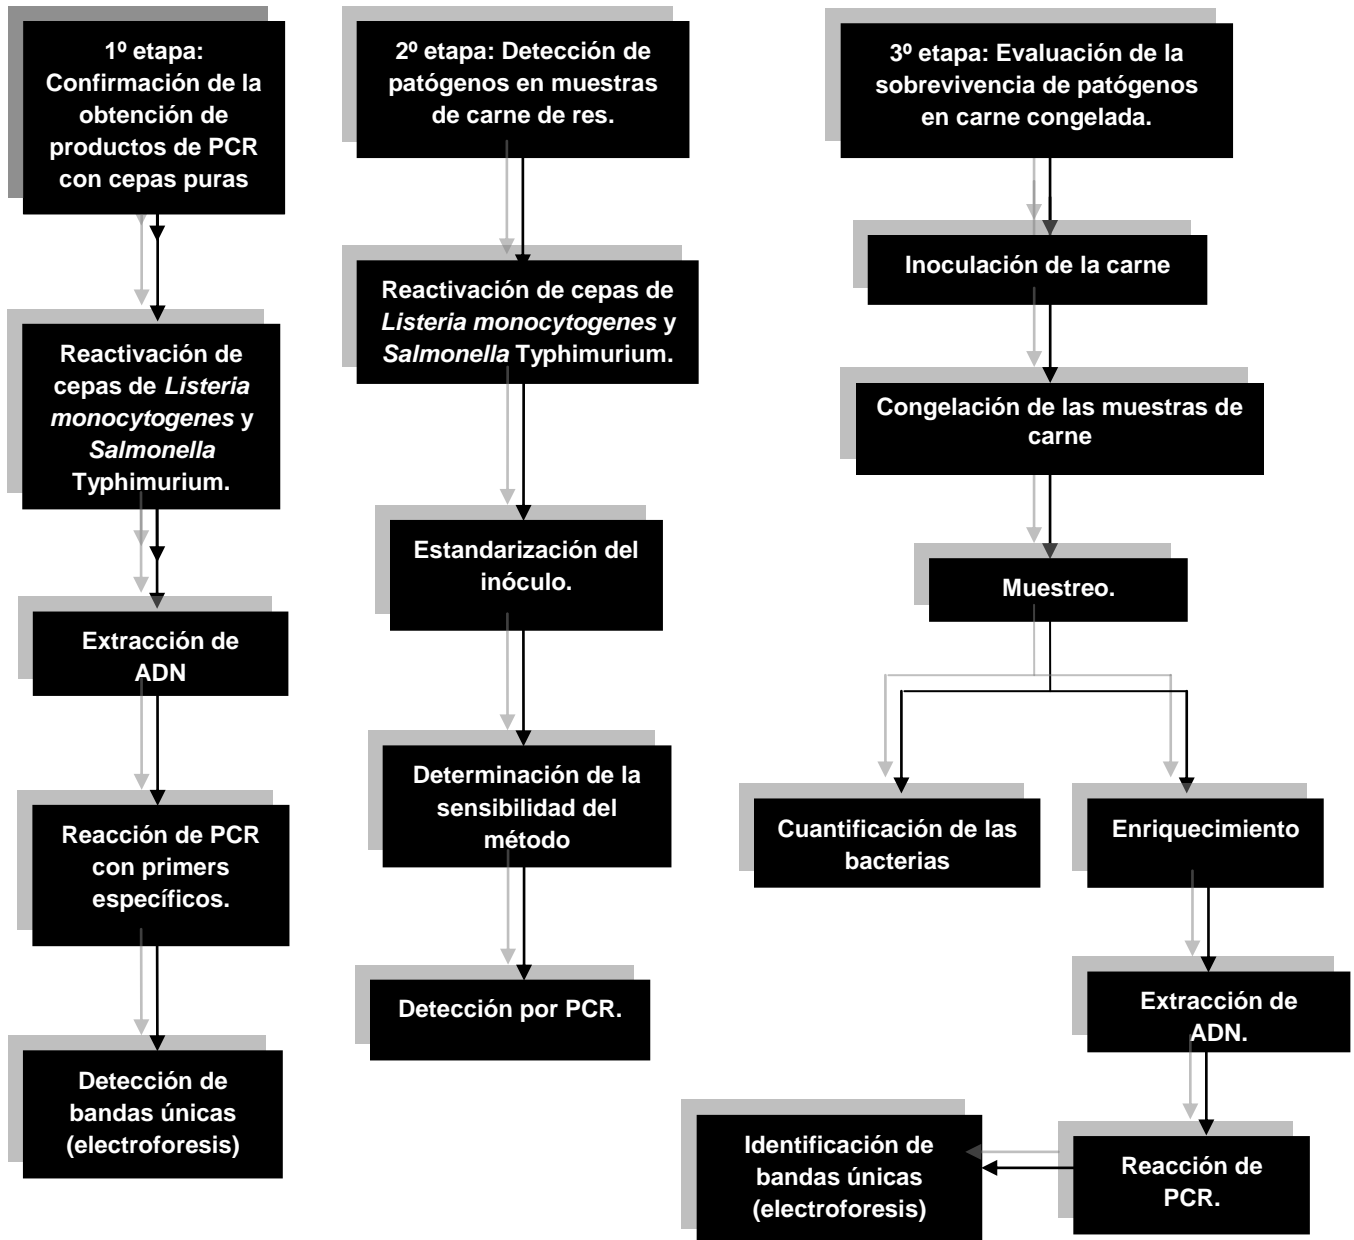 1º etapa:
Confirmación de la
obtención de
productos de PCR
con cepas puras
Reactivación de
cepas de Listeria
monocytogenes y
Salmonella
Typhimurium.
Extracción de
ADN
Reacción de PCR
con primers
específicos.
Detección de
bandas únicas
(electroforesis)
2º etapa: Detección de
patógenos en muestras
de carne de res.
Reactivación de cepas de
Listeria monocytogenes y
Salmonella Typhimurium.
Estandarización del
inóculo.
Determinación de la
sensibilidad del
método
Detección por PCR.
3º etapa: Evaluación de la
sobrevivencia de patógenos
en carne congelada.
Inoculación de la carne
Congelación de las muestras de
carne
Muestreo.
Cuantificación de las
bacterias
Enriquecimiento
Extracción de
ADN.
Reacción de
PCR.
Identificación de
bandas únicas
(electroforesis)